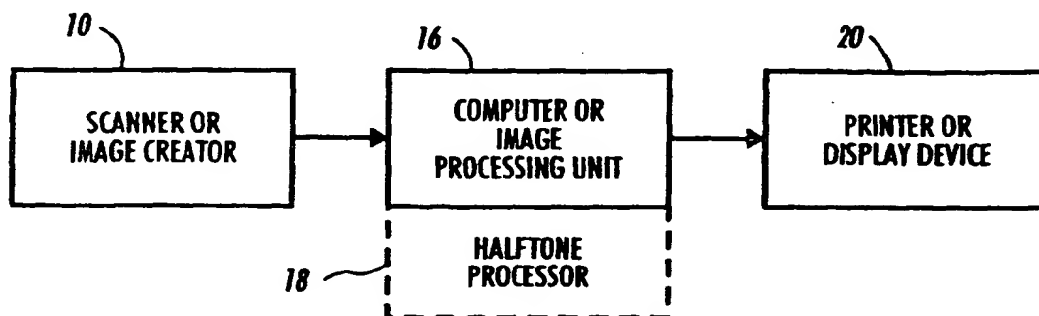 10
16
20
SCANNER OR
IMAGE CREATOR
COMPUTER OR
IMAGE
PROCESSING UNIT
PRINTER OR
DISPLAY DEVICE
18
HALFTONE
PROCESSOR